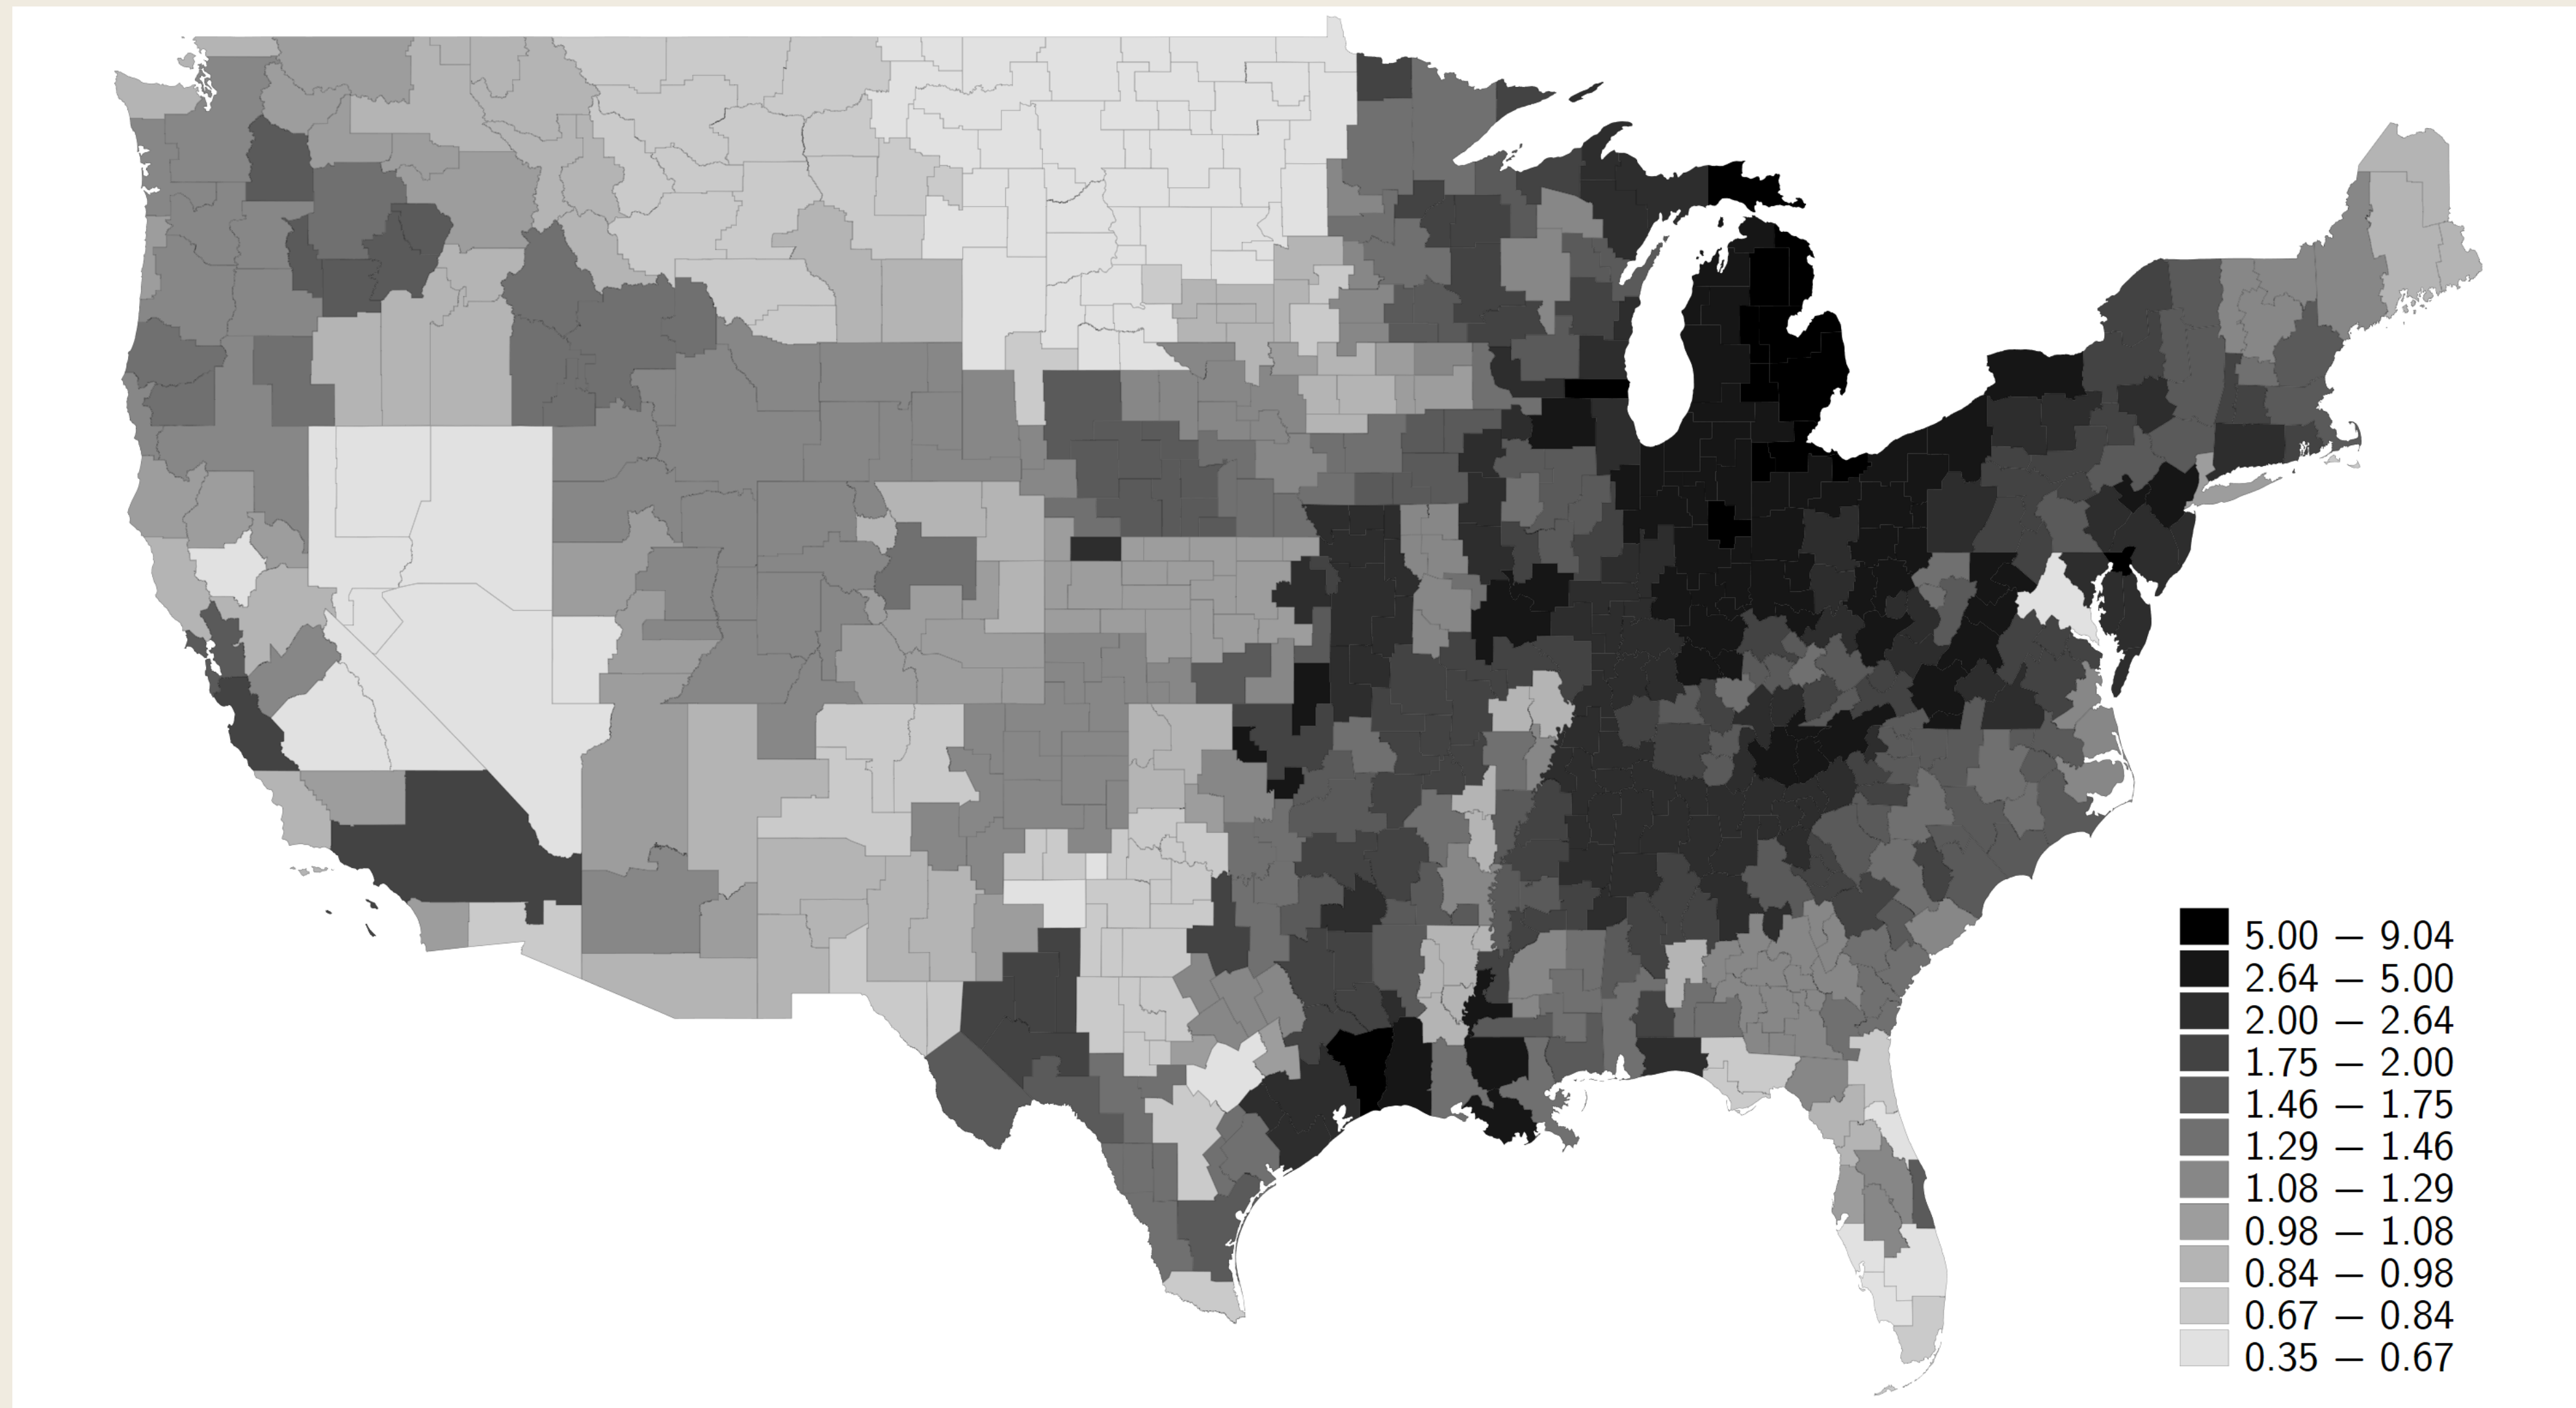 5.00 — 9.04
2.64 — 5.00
2.00 — 2.64
1.75 — 2.00
1.46 — 1.75
1.29 — 1.46
1.08 — 1.29
0.98 — 1.08
0.84 — 0.98
0.67 — 0.84
0.35 — 0.67